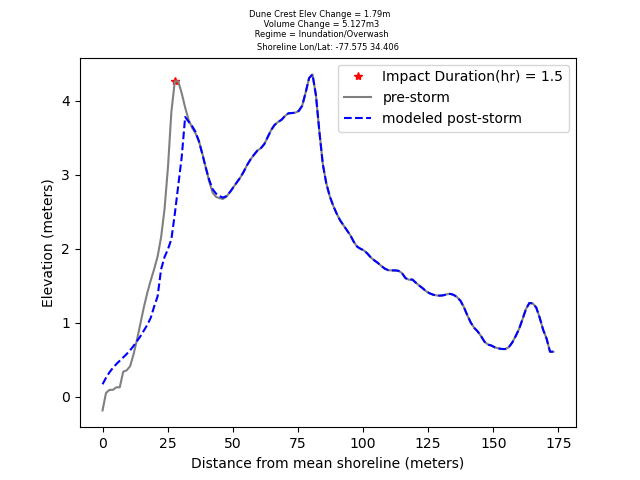 Dune Crest Elev Change = 1.79m
Volume Change = 5.127m3
Regime = Inundation/Overwash
Shoreline Lon/Lat: -77.575 34.406
Impact Duration(hr) = 1.5
pre-storm
modeled post-storm
Elevation (meters)
4
3
2
1
0
0 25 50 75 100 125 150 175
Distance from mean shoreline (meters)